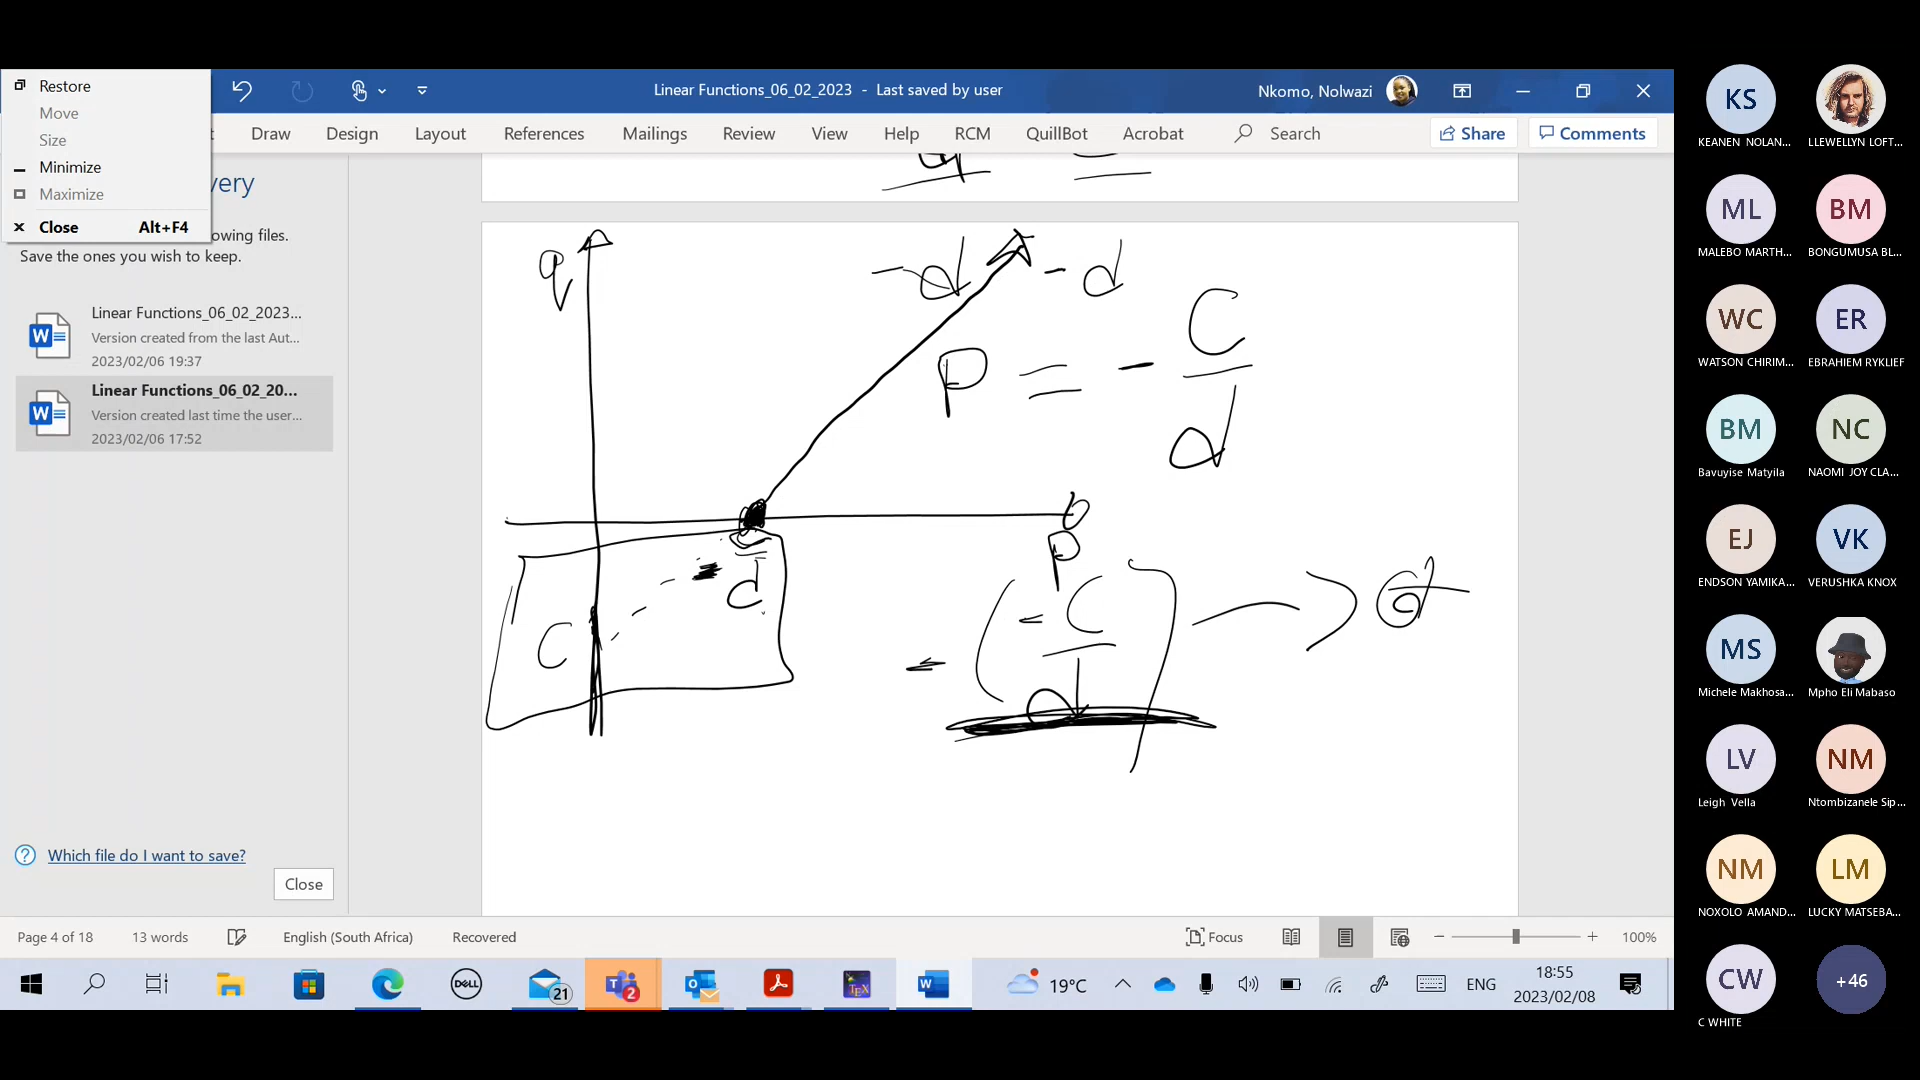 Restore
Move
Size
Minimize
Maximize
Close Alt+F4
Linear Functions_06_02_2023 - Last saved by user
Nkomo, Nolwazi
Draw Design Layout References Mailings Review View Help RCM QuillBot Acrobat Search Share Comments
owing files.
Save the ones you wish to keep.
Linear Functions_06_02_2023...
Version created from the last Aut...
2023/02/06 19:37
Linear Functions_06_02_20...
Version created last time the user...
2023/02/06 17:52
Which file do I want to save?
Close
q
-d -d
P = - C
d
P
C
d
- (- C
d) → d
Page 4 of 18 13 words English (South Africa) Recovered Focus 100%
DELL 21 2 19°C ENG 18:55
2023/02/08
KS
KEANEN NOLAN...
LLEWELLYN LOFT...
ML BM
MALEBO MARTH... BONGUMUSA BL...
WC ER
WATSON CHIRIM... EBRAHIEM RYKLIEF
BM NC
Bavuyise Matyila NAOMI JOY CLA...
EJ VK
ENDSON YAMIKA... VERUSHKA KNOX
MS
Michele Makhosa... Mpho Eli Mabaso
LV NM
Leigh Vella Ntombizanele Sip...
NM LM
NOXOLO AMAND... LUCKY MATSEBA...
CW +46
C WHITE